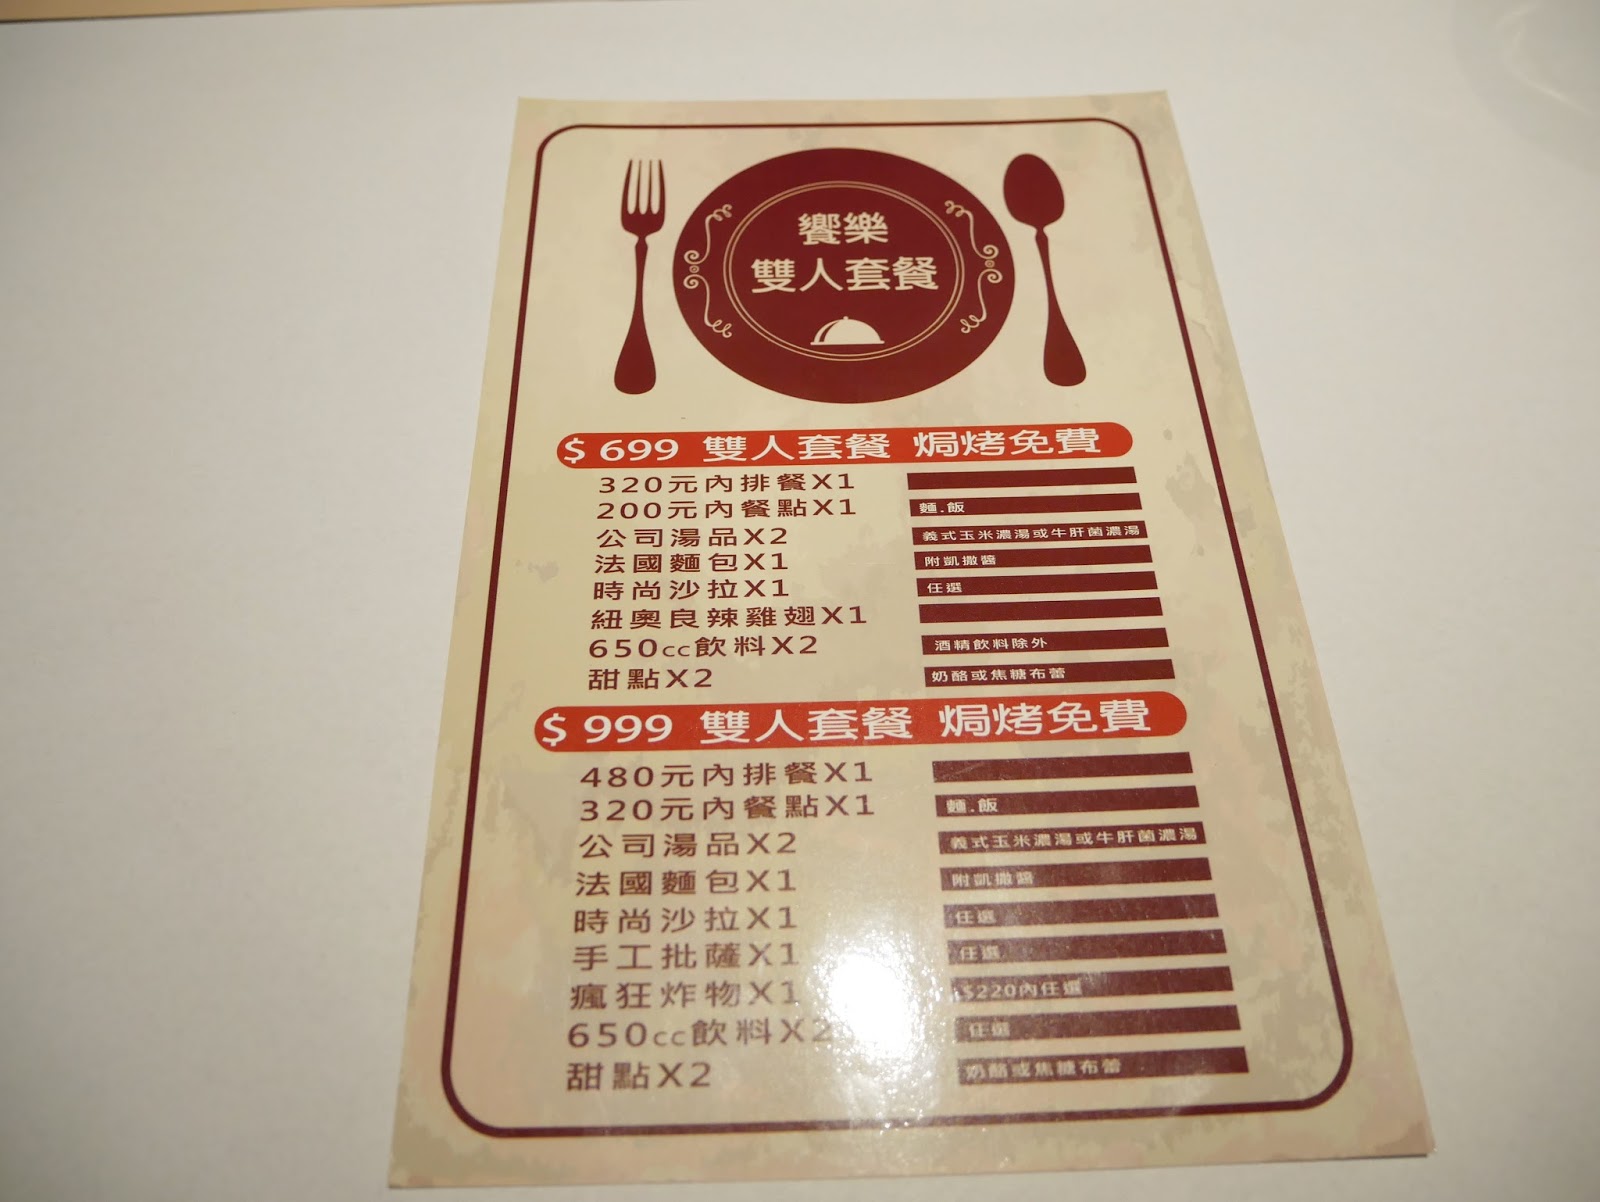 饗樂
雙人套餐
$ 699 雙人套餐 焗烤免費
320元內排餐X1
200元內餐點X1 麵.飯
公司湯品X2 義式玉米濃湯或牛肝菌濃湯
法國麵包X1 附凱撒醬
時尚沙拉X1 任選
紐奧良辣雞翅X1
650cc飲料X2 酒精飲料除外
甜點X2 奶酪或焦糖布蕾
$ 999 雙人套餐 焗烤免費
480元內排餐X1
320元內餐點X1 麵.飯
公司湯品X2 義式玉米濃湯或牛肝菌濃湯
法國麵包X1 附凱撒醬
時尚沙拉X1 任選
手工批薩X1 任選
瘋狂炸物X1 $220內任選
650cc飲料X2 任選
甜點X2 奶酪或焦糖布蕾